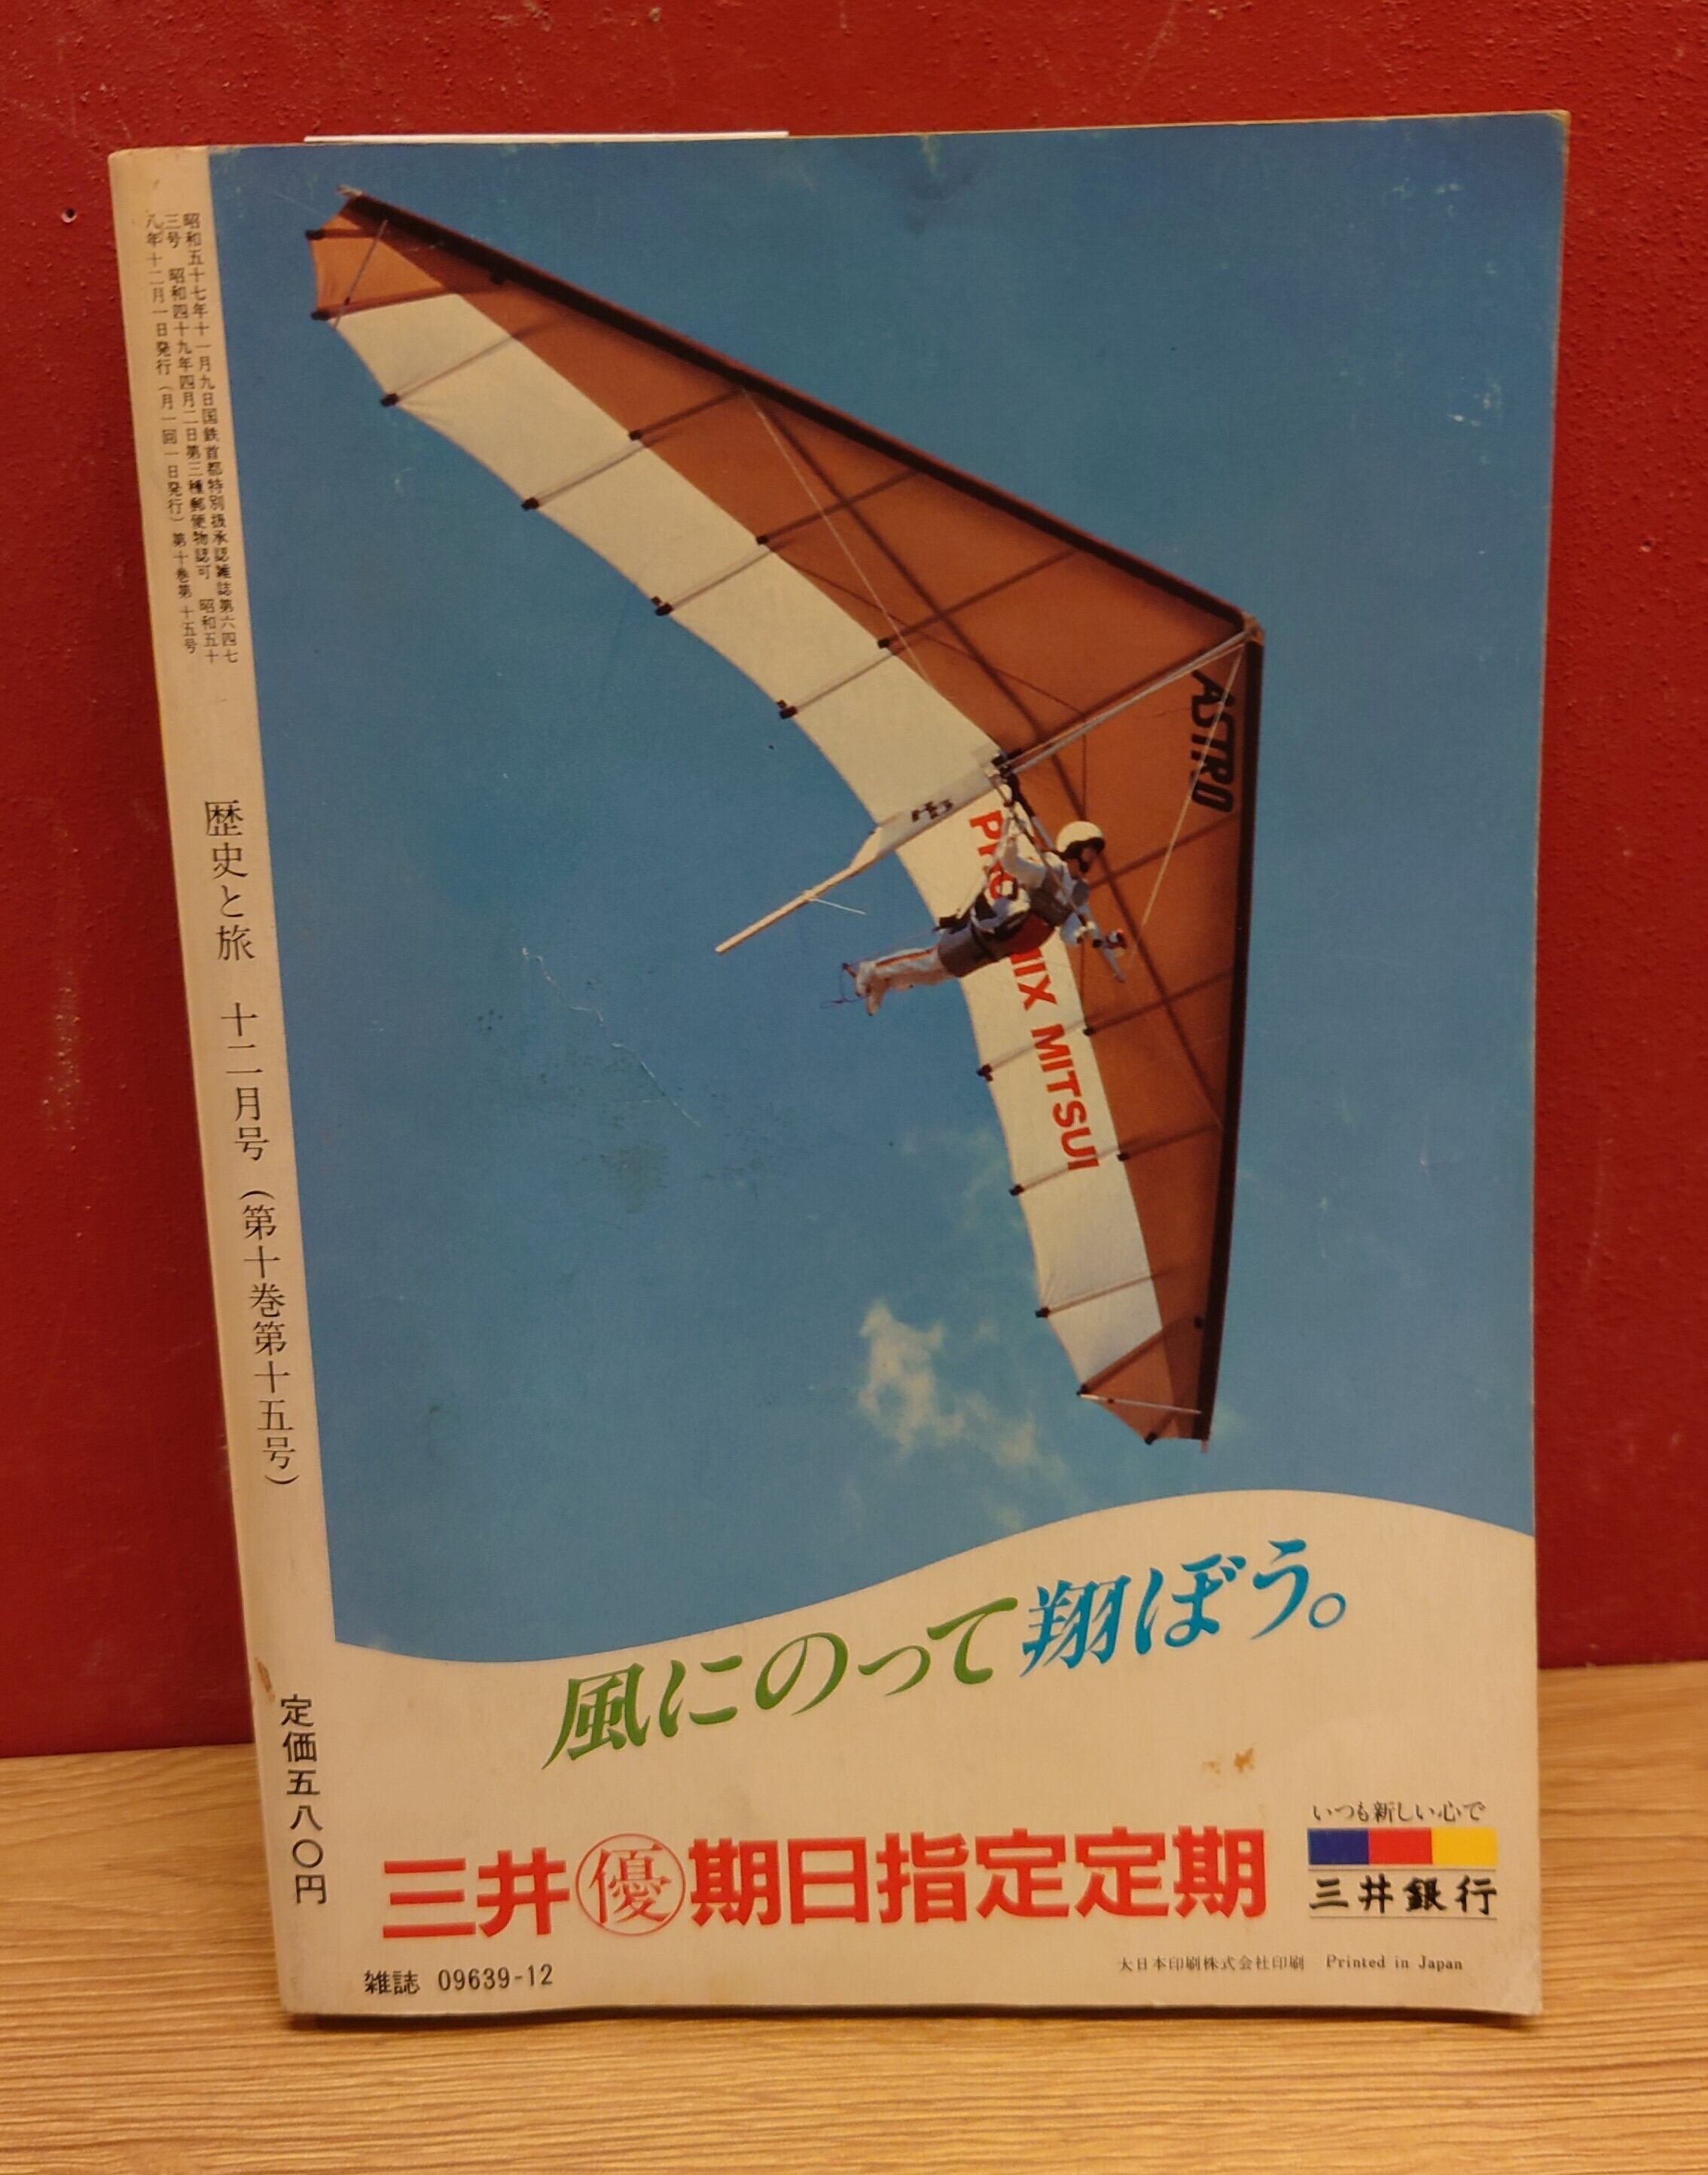 昭和五十七年十一月九日国鉄首都特別扱承認雑誌第六四七
三号　昭和四十九年四月二日第三種郵便物認可　昭和五十
八年十二月一日発行（月一回一日発行）第十巻第十五号
歴史と旅　十二月号（第十巻第十五号）
定価五八〇円
ASTRO
MITSUI
風にのって翔ぼう。
三井優期日指定定期
いつも新しい心で
三井銀行
雑誌 09639-12
大日本印刷株式会社印刷　Printed in Japan